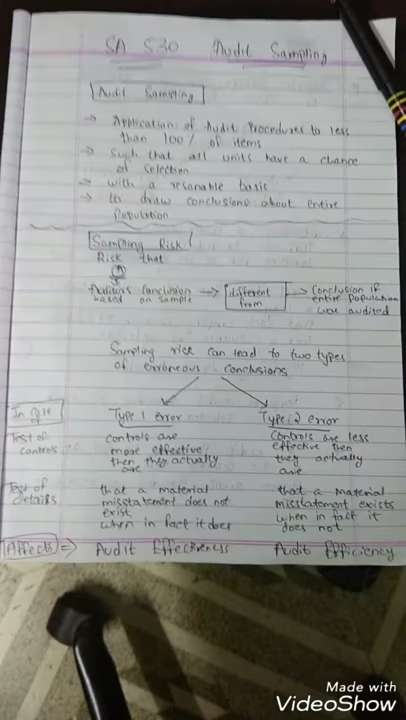 SA 530 Audit Sampling
Audit Sampling
→ Application of Audit Procedures to less
than 100% of items
→ Such that all units have a chance
of selection
→ with a resonable basis
→ to draw conclusions about entire
Population
Sampling Risk
Risk that
Auditors Conclusion
based on sample
→ different
from
→ Conclusion if
entire population
was audited
Sampling risk can lead to two types
of erroneous conclusions
In case
Type 1 error
Type: 2 error
Test of
controls
controls are
more effective
then they actually
are
controls are less
effective then
they actually
are
Test of
details
that a material
misstatement does not
exist
when in fact it does
that a material
misstatement exists
when in fact it
does not
Affects ⇒ Audit Effectiveness Audit Efficiency
Made with
VideoShow